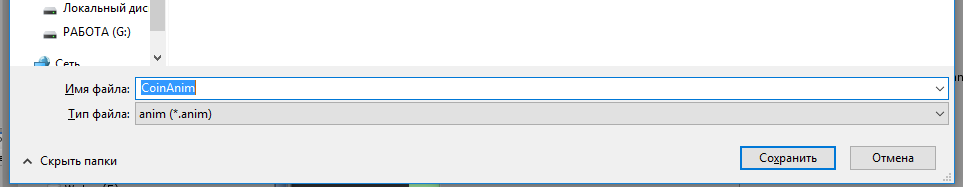 Локальный дис
РАБОТА (G:)
Сеть
Имя файла: CoinAnim
Тип файла: anim (*.anim)
Скрыть папки
Сохранить Отмена